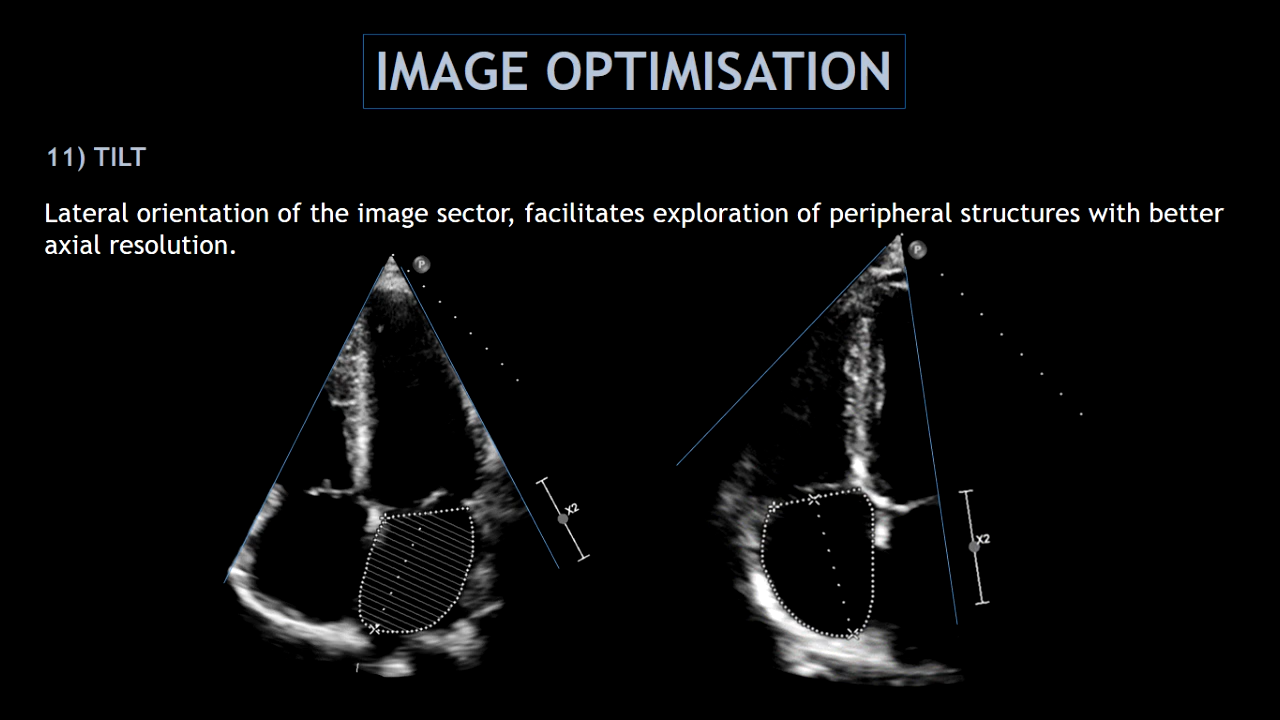 IMAGE OPTIMISATION
11) TILT
Lateral orientation of the image sector, facilitates exploration of peripheral structures with better
axial resolution.
P
P
X2
X2